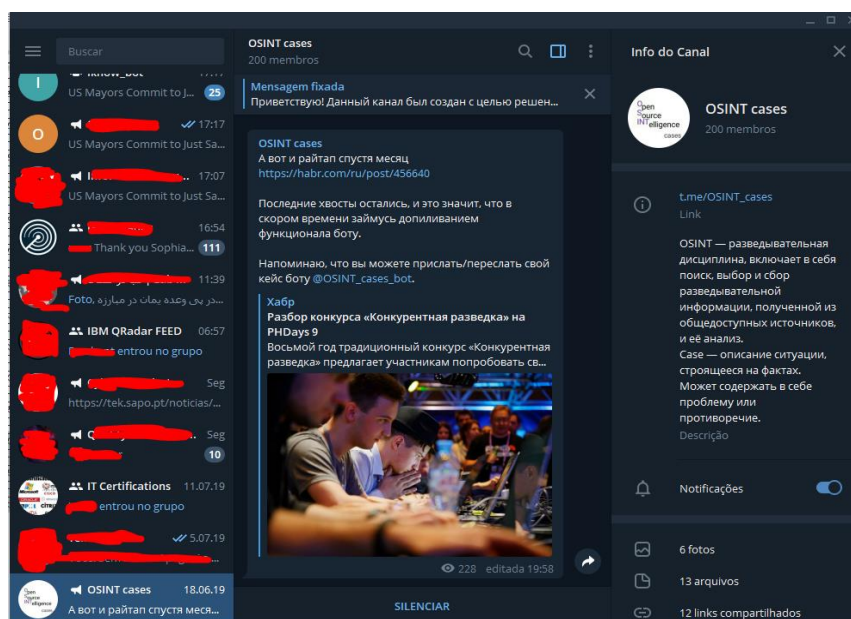 Buscar
17:17
US Mayors Commit to J...
25
O
17:17
US Mayors Commit to Just Sa...
17:07
US Mayors Commit to Just Sa...
16:54
Thank you Sophia...
111
11:39
Foto, در پی وعده یمات در مبارزه...
IBM QRadar FEED 06:57
entrou no grupo
Seg
https://tek.sapo.pt/noticias/...
Seg
10
IT Certifications 11.07.19
entrou no grupo
5.07.19
OSINT cases 18.06.19
А вот и райтап спустя меся...
OSINT cases
200 membros
Mensagem fixada
Приветствую! Данный канал был создан с целью решен...
OSINT cases
А вот и райтап спустя месяц
https://habr.com/ru/post/456640
Последние хвосты остались, и это значит, что в
скором времени займусь допиливанием
функционала боту.
Напоминаю, что вы можете прислать/переслать свой
кейс боту @OSINT_cases_bot.
Хабр
Разбор конкурса «Конкурентная разведка» на
PHDays 9
Восьмой год традиционный конкурс «Конкурентная
разведка» предлагает участникам попробовать св...
228 editada 19:58
SILENCIAR
Info do Canal
Open
Source
INTelligence
cases
OSINT cases
200 membros
t.me/OSINT_cases
Link
OSINT — разведывательная
дисциплина, включает в себя
поиск, выбор и сбор
разведывательной
информации, полученной из
общедоступных источников,
и её анализ.
Case — описание ситуации,
строящееся на фактах.
Может содержать в себе
проблему или
противоречие.
Descrição
Notificações
6 fotos
13 arquivos
12 links compartilhados